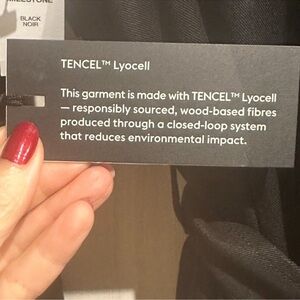 BLACK
NOIR
TENCEL™ Lyocell
This garment is made with TENCEL™ Lyocell
— responsibly sourced, wood-based fibres
produced through a closed-loop system
that reduces environmental impact.